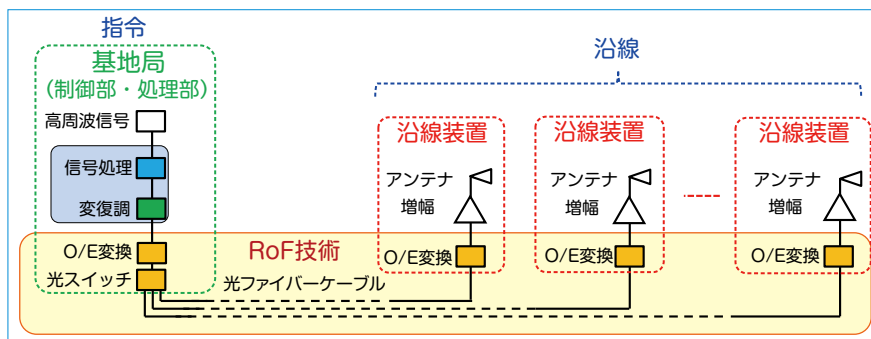 指令
基地局
(制御部・処理部)
高周波信号
信号処理
変復調
O/E変換
光スイッチ
RoF技術
光ファイバーケーブル
沿線
沿線装置
アンテナ
増幅
O/E変換
沿線装置
アンテナ
増幅
O/E変換
沿線装置
アンテナ
増幅
O/E変換